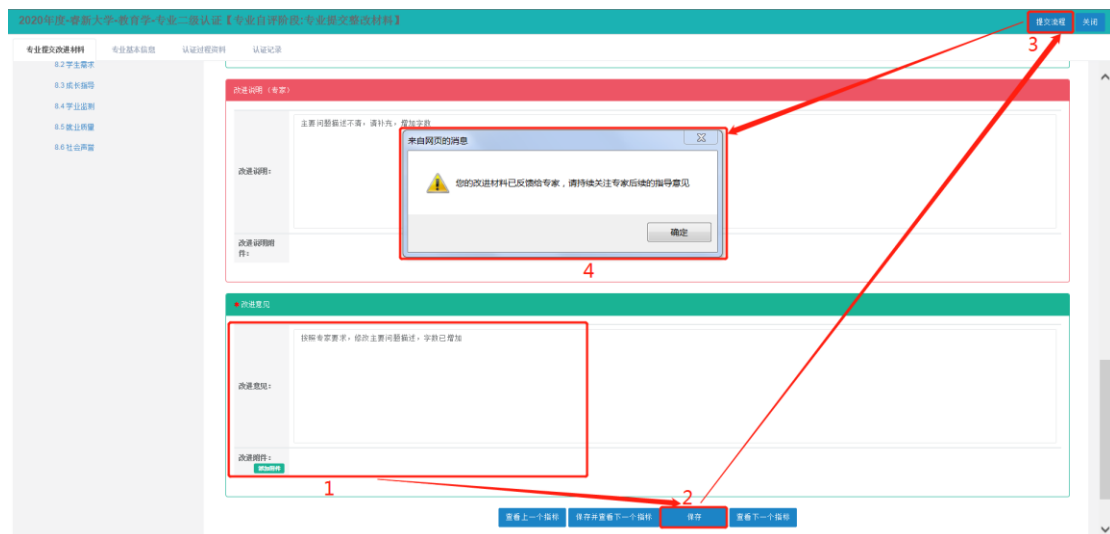 2020年度-睿新大学-教育学-专业二级认证【专业自评阶段:专业提交整改材料】
提交流程 关闭
3
专业提交改进材料 专业基本信息 认证过程资料 认证记录
8.2学生需求
8.3成长指导
8.4学业监测
8.5就业质量
8.6社会声誉
改进说明（专家）
改进说明：
主要问题描述不清，请补充，增加字数
来自网页的消息
您的改进材料已反馈给专家，请持续关注专家后续的指导意见
确定
4
改进说明附件：
*改进意见
改进意见：
按照专家要求，修改主要问题描述，字数已增加
改进附件：
添加附件
1
2
查看上一个指标 保存并查看下一个指标 保存 查看下一个指标